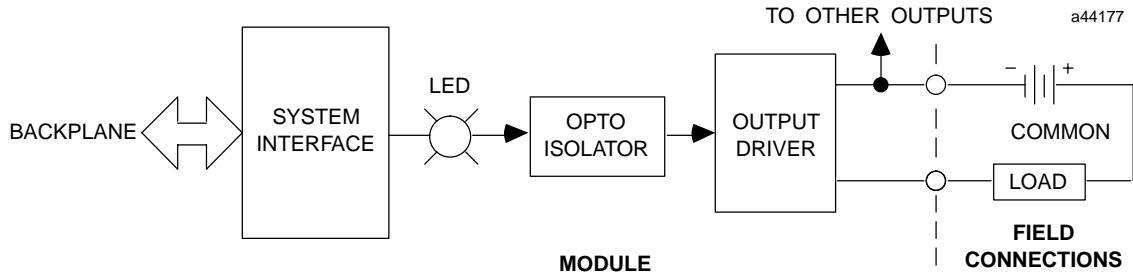 TO OTHER OUTPUTS
a44177
LED
- +
BACKPLANE
SYSTEM
INTERFACE
OPTO
ISOLATOR
OUTPUT
DRIVER
COMMON
LOAD
MODULE
FIELD
CONNECTIONS